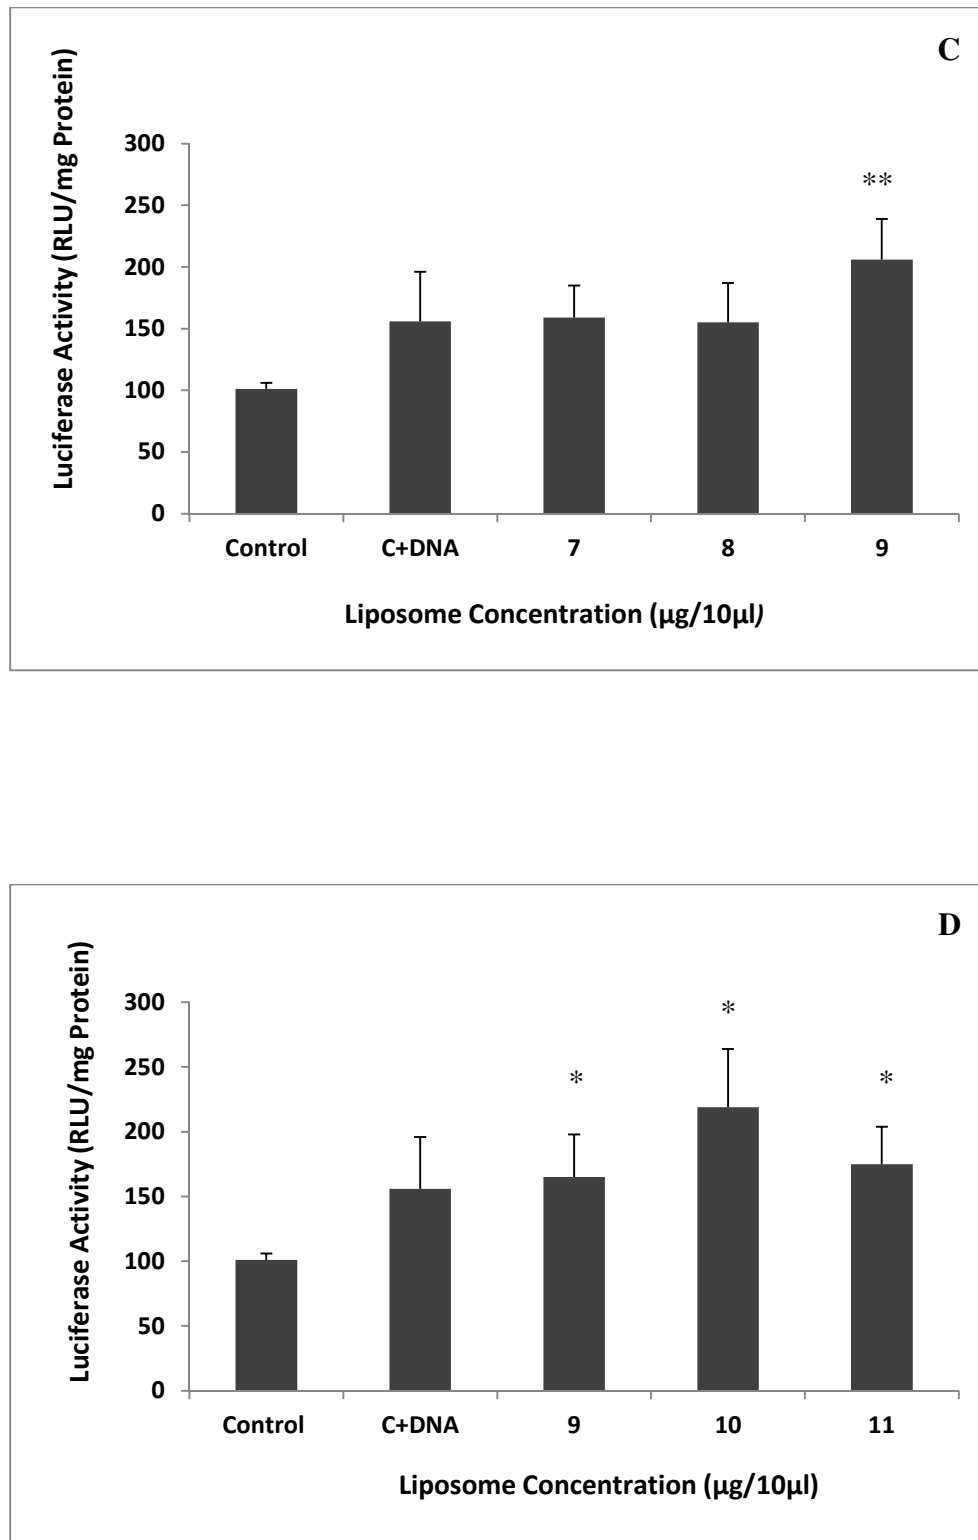 C
Luciferase Activity (RLU/mg Protein)
300
250
200
150
100
50
0
**
Control C+DNA 7 8 9
Liposome Concentration (µg/10µl)
D
Luciferase Activity (RLU/mg Protein)
300
250
200
150
100
50
0
* * *
Control C+DNA 9 10 11
Liposome Concentration (µg/10µl)